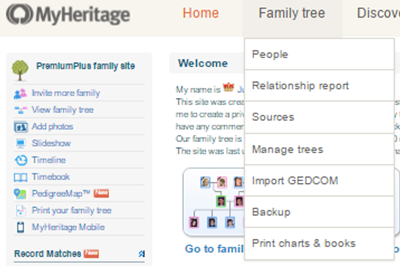 MyHeritage
Home Family tree Discov
People
Relationship report
Sources
Manage trees
Import GEDCOM
Backup
Print charts & books
PremiumPlus family site
Invite more family
View family tree
Add photos
Slideshow
Timeline
Timebook
PedigreeMap™ New
Print your family tree
MyHeritage Mobile
Record Matches New
Welcome
My name is Ju
This site was crea
me to create a priva
have any comme
Our family tree is
The site was last u
Go to famil